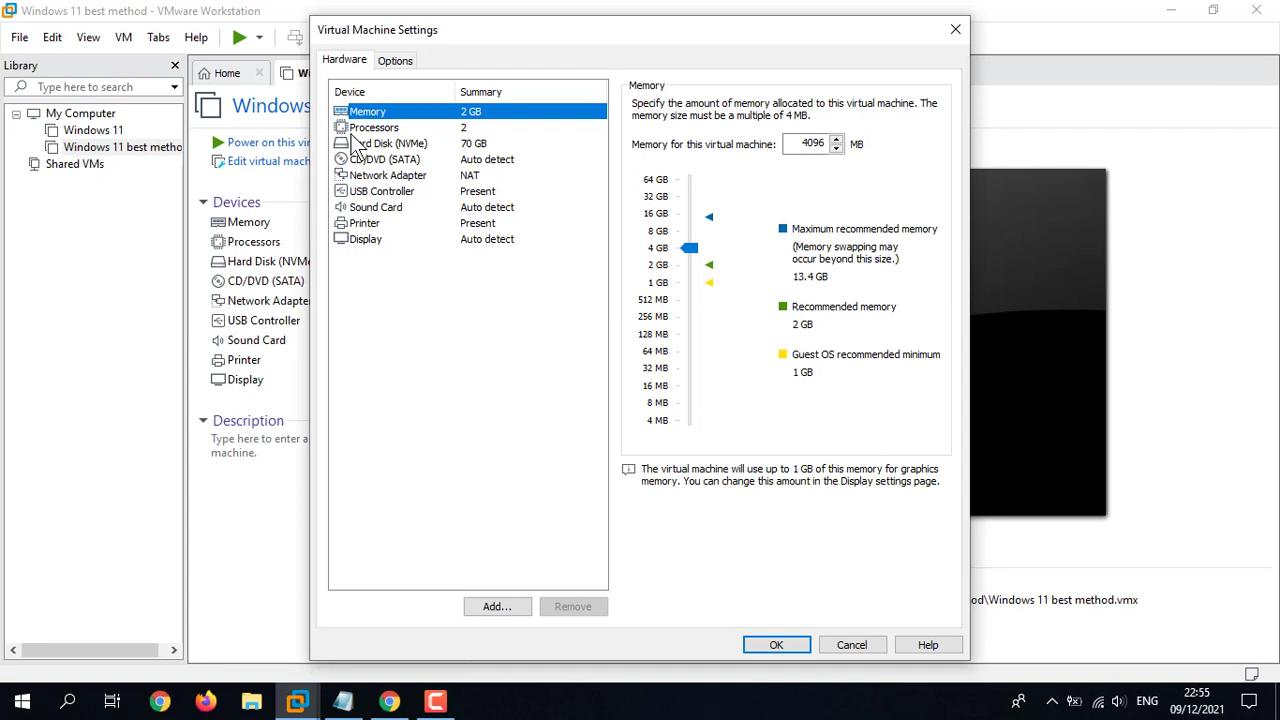 Windows 11 best method - VMware Workstation
File Edit View VM Tabs Help
Library
Type here to search
My Computer
Windows 11
Windows 11 best metho
Shared VMs
Home
Wi
Windows
Power on this vir
Edit virtual mach
Devices
Memory
Processors
Hard Disk (NVMe
CD/DVD (SATA)
Network Adapte
USB Controller
Sound Card
Printer
Display
Description
Type here to enter a
machine.
Virtual Machine Settings
Hardware Options
Device Summary
Memory 2 GB
Processors 2
rd Disk (NVMe) 70 GB
CD/DVD (SATA) Auto detect
Network Adapter NAT
USB Controller Present
Sound Card Auto detect
Printer Present
Display Auto detect
Add... Remove
Memory
Specify the amount of memory allocated to this virtual machine. The
memory size must be a multiple of 4 MB.
Memory for this virtual machine: 4096 MB
64 GB
32 GB
16 GB
8 GB
4 GB
2 GB
1 GB
512 MB
256 MB
128 MB
64 MB
32 MB
16 MB
8 MB
4 MB
Maximum recommended memory
(Memory swapping may
occur beyond this size.)
13.4 GB
Recommended memory
2 GB
Guest OS recommended minimum
1 GB
The virtual machine will use up to 1 GB of this memory for graphics
memory. You can change this amount in the Display settings page.
OK Cancel Help
od\Windows 11 best method.vmx
ENG
22:55
09/12/2021